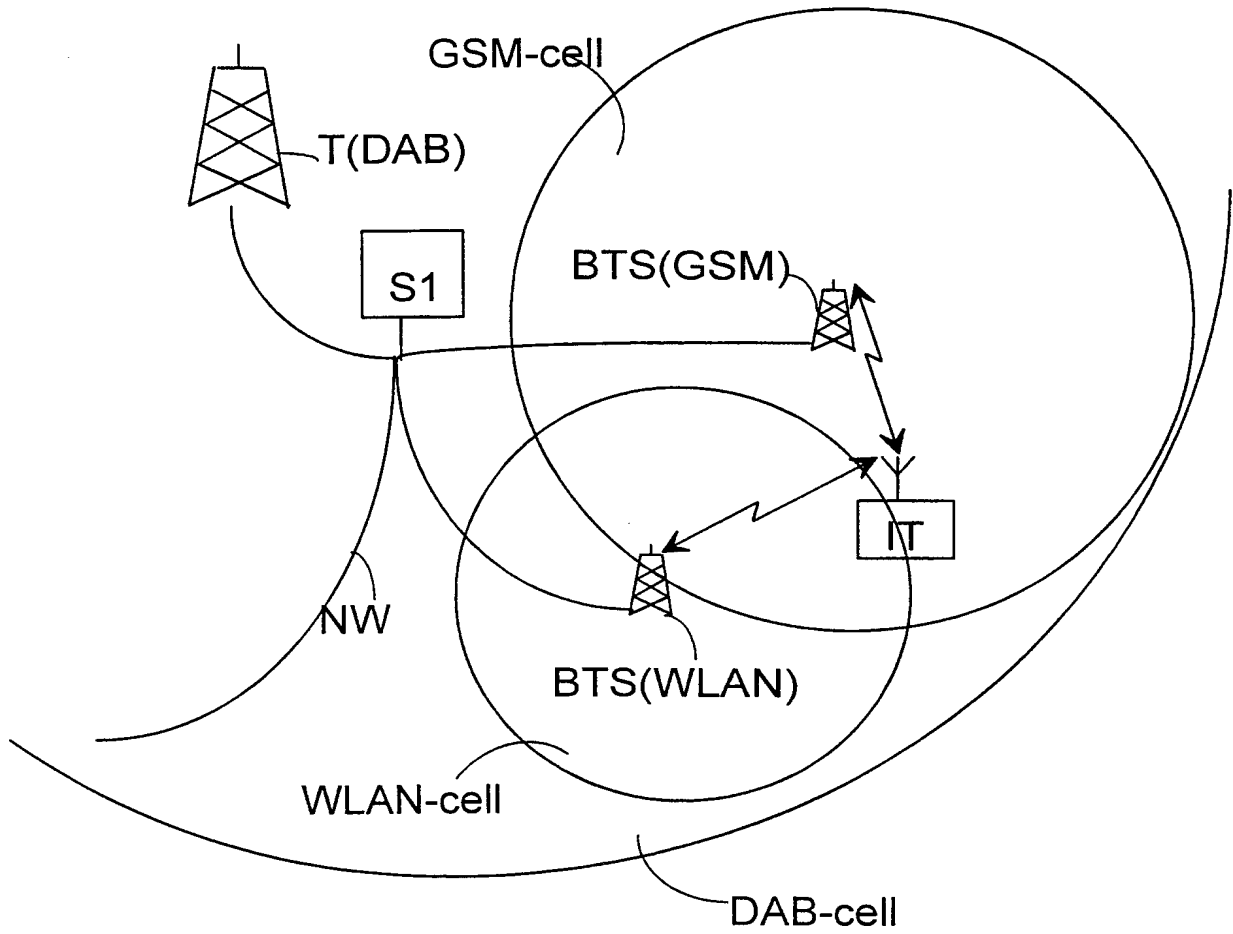 GSM-cell
T(DAB)
S1
BTS(GSM)
IT
NW
BTS(WLAN)
WLAN-cell
DAB-cell